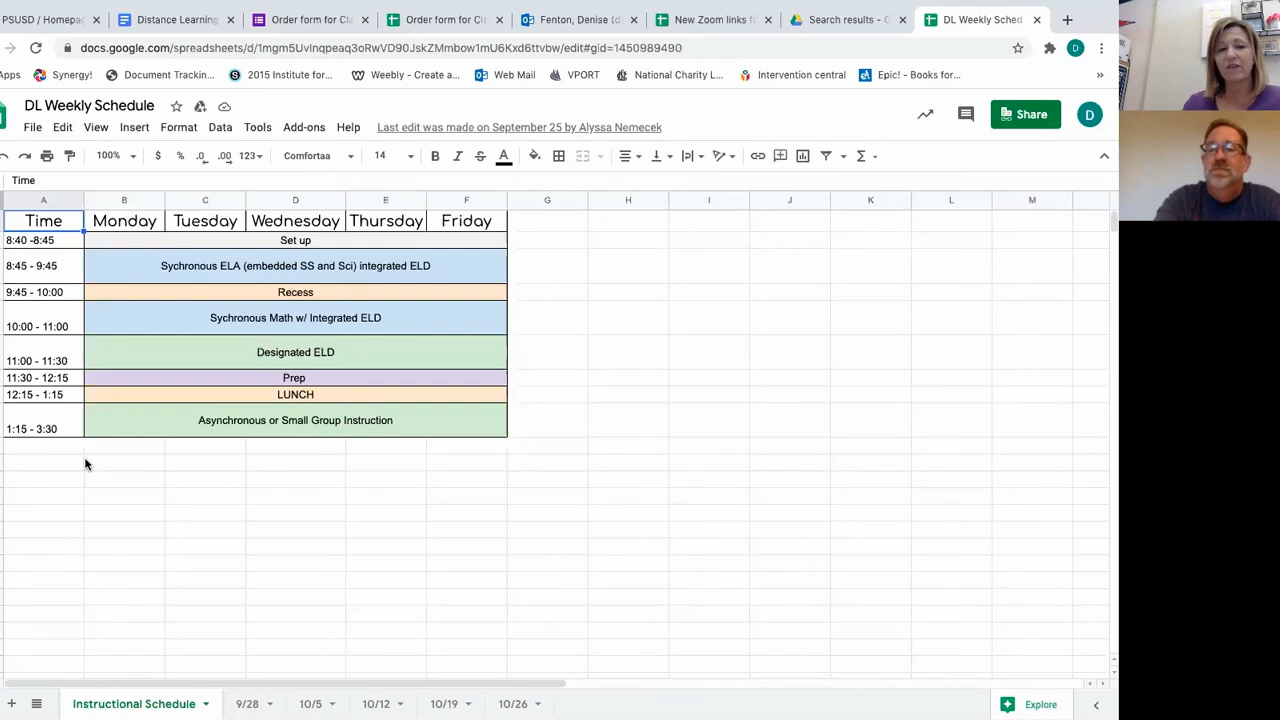 PSUSD / Homepa
Distance Learning
Order form for Cla
Order form for C
Fenton, Denise (d
New Zoom links f
Search results - G
DL Weekly Sched
docs.google.com/spreadsheets/d/1mgm5Uvlnqpeaq3oRwVD90JskZMmbow1mU6Kxd6ttvbw/edit#gid=1450989490
D
Apps
Synergy!
Document Trackin...
2015 Institute for...
Weekly - Create a...
Web Mail
VPORT
National Charity L...
Intervention central
Epic! - Books for...
»
DL Weekly Schedule
Share
D
File Edit View Insert Format Data Tools Add-ons Help Last edit was made on September 25 by Alyssa Nemecek
100% $ % .0 .00 123 Comfortaa 14 B I S A
Time
A B C D E F G H I J K L M
Time Monday Tuesday Wednesday Thursday Friday
8:40 -8:45 Set up
8:45 - 9:45 Sychronous ELA (embedded SS and Sci) integrated ELD
9:45 - 10:00 Recess
10:00 - 11:00 Sychronous Math w/ Integrated ELD
11:00 - 11:30 Designated ELD
11:30 - 12:15 Prep
12:15 - 1:15 LUNCH
1:15 - 3:30 Asynchronous or Small Group Instruction
Instructional Schedule 9/28 10/5 10/12 10/19 10/26 Explore